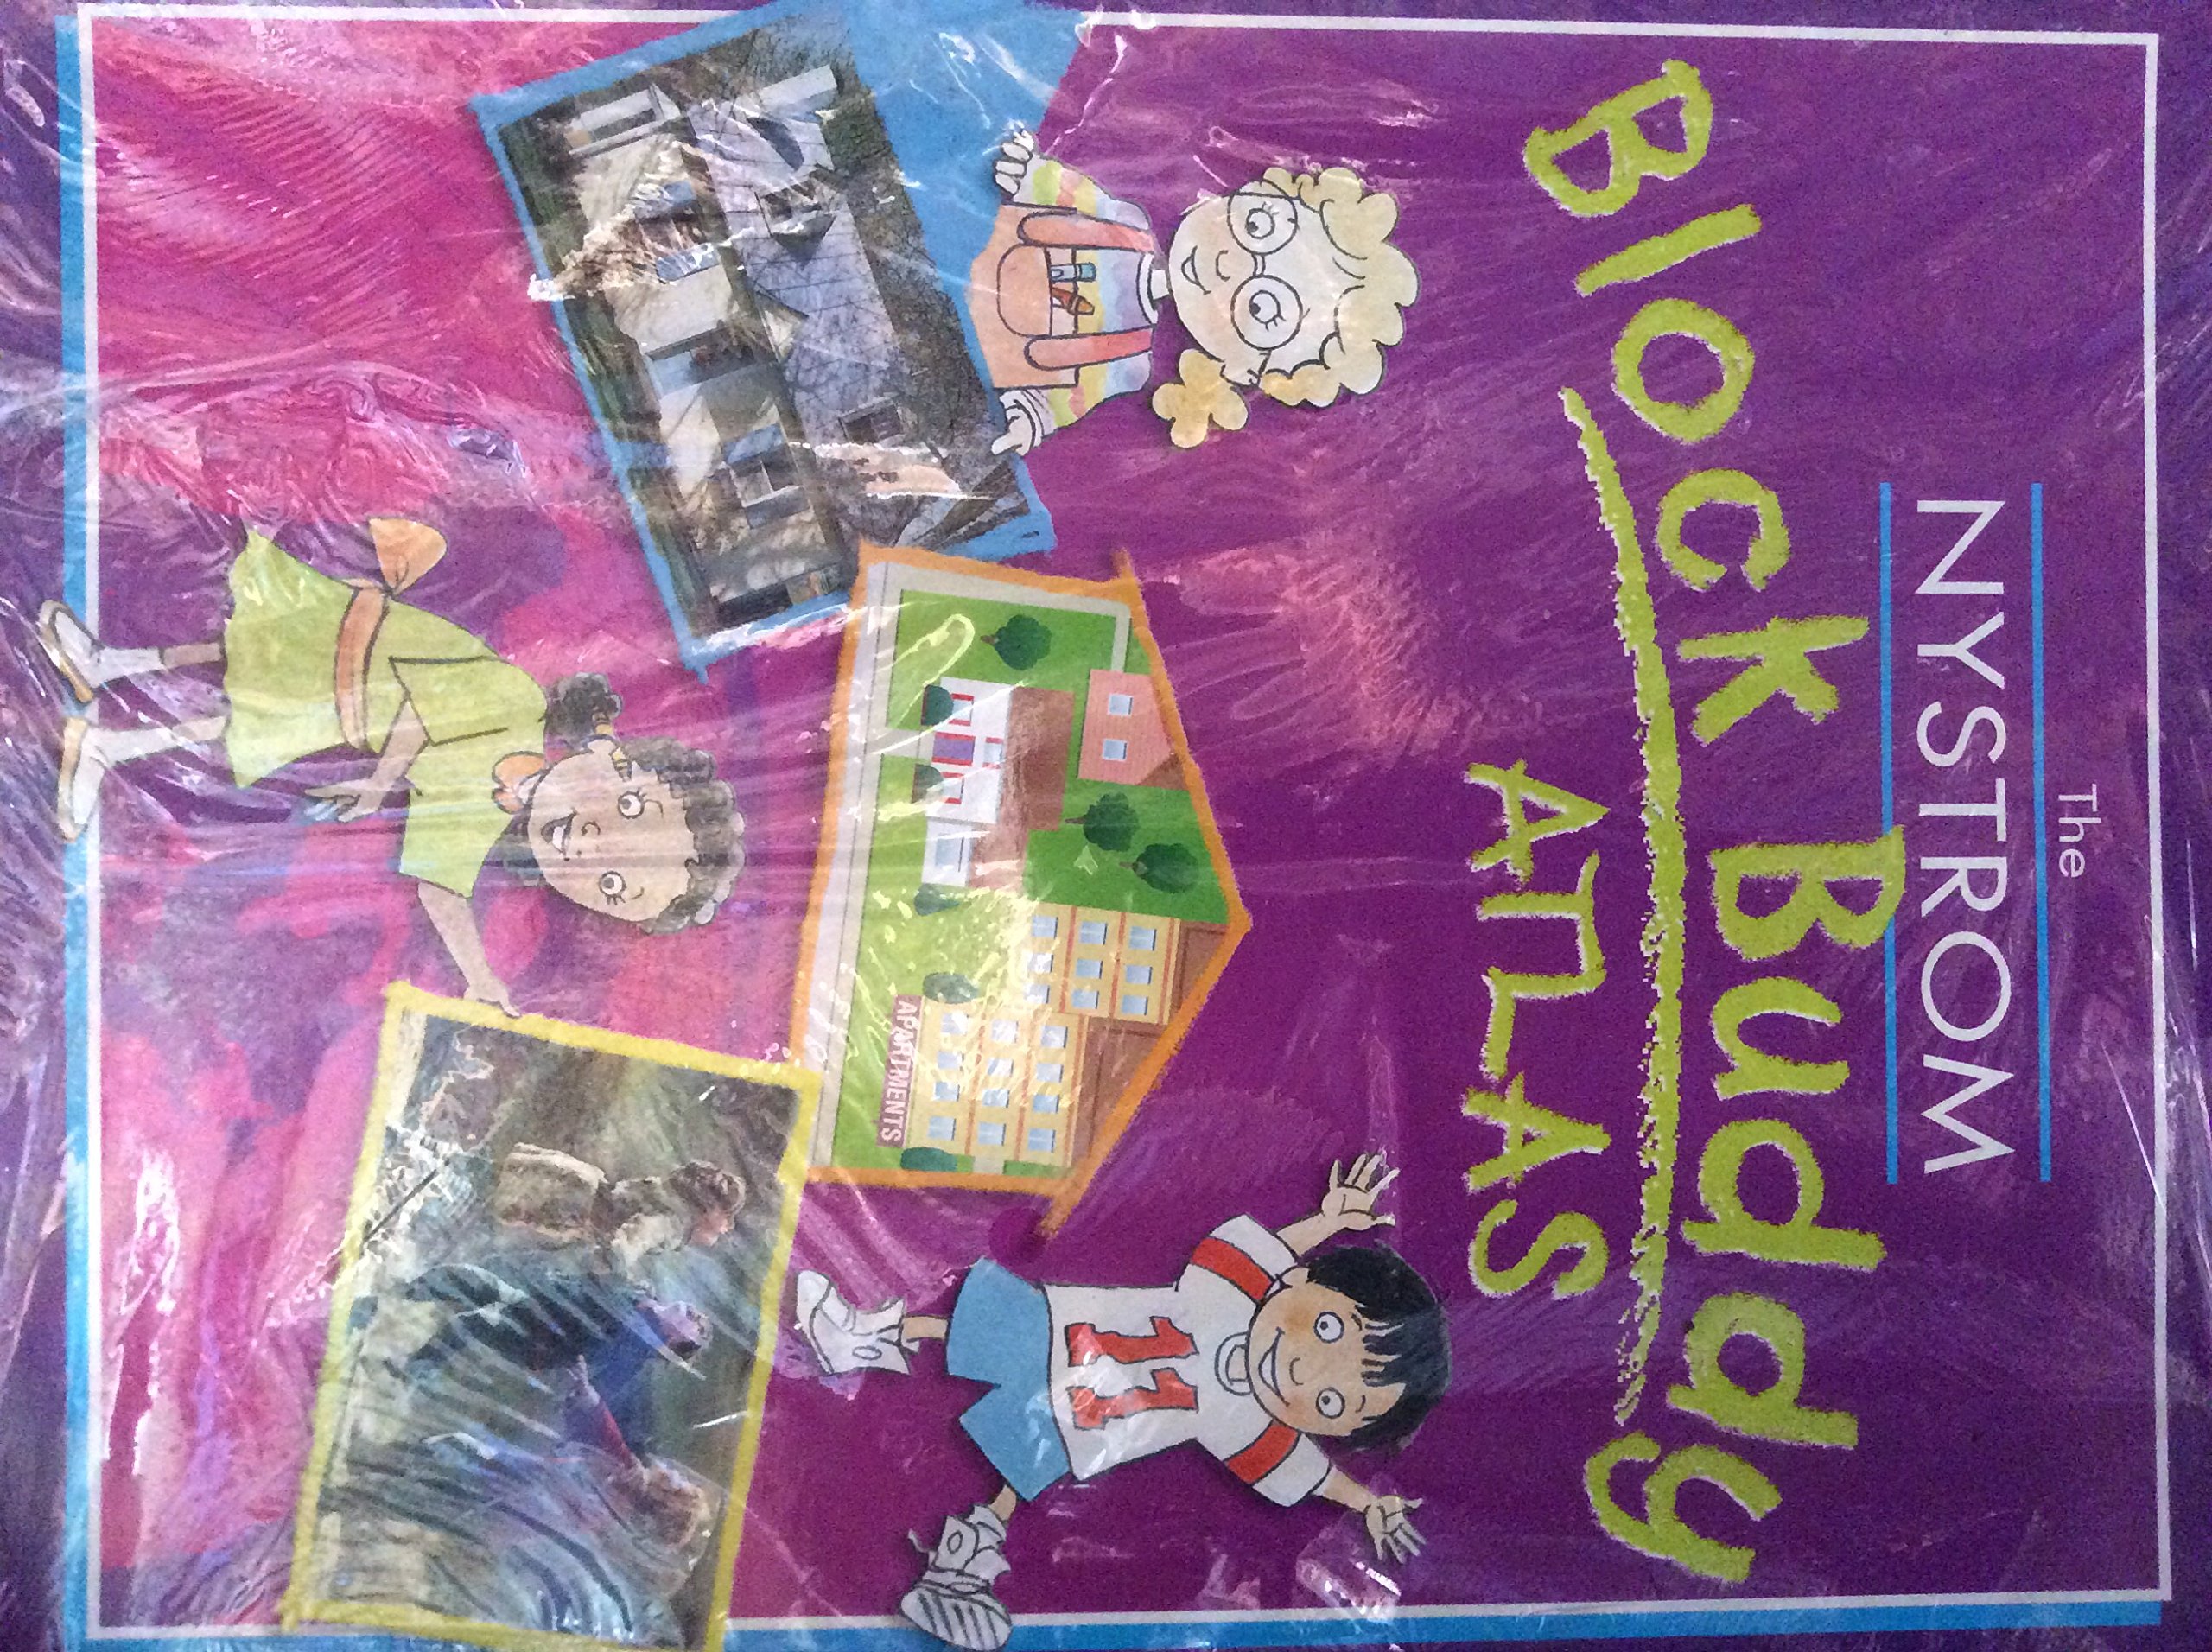 The
NYSTROM
Block Buddy
ATLAS
11
APARTMENTS